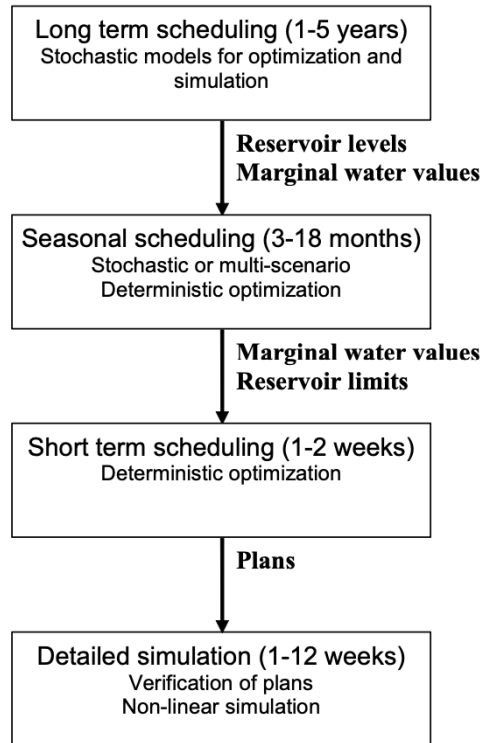 Long term scheduling (1-5 years)
Stochastic models for optimization and
simulation
Reservoir levels
Marginal water values
Seasonal scheduling (3-18 months)
Stochastic or multi-scenario
Deterministic optimization
Marginal water values
Reservoir limits
Short term scheduling (1-2 weeks)
Deterministic optimization
Plans
Detailed simulation (1-12 weeks)
Verification of plans
Non-linear simulation